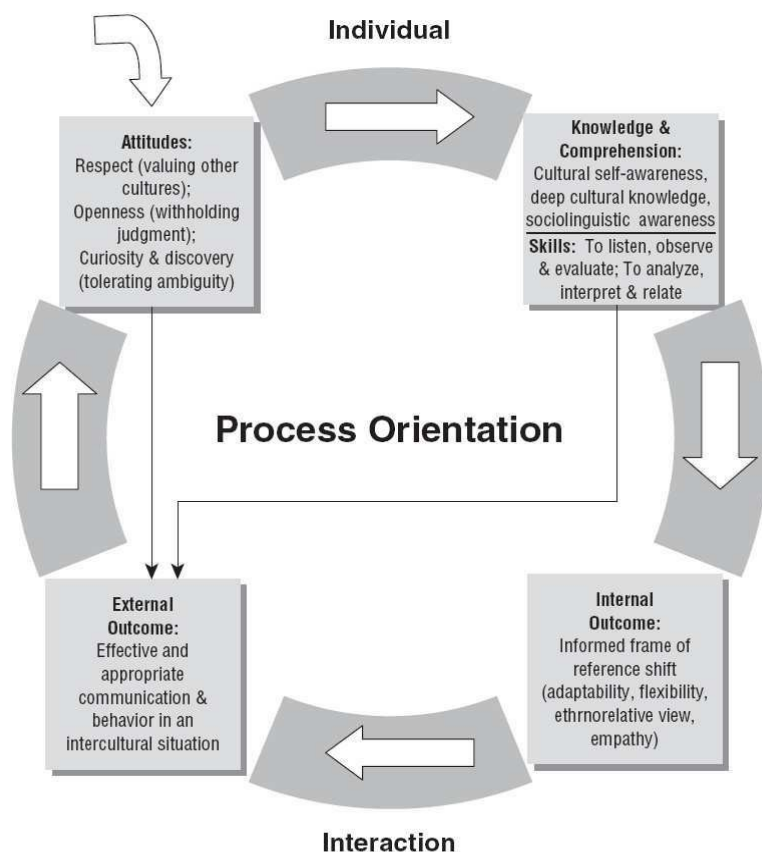 Individual
Attitudes:
Respect (valuing other
cultures);
Openness (withholding
judgment);
Curiosity & discovery
(tolerating ambiguity)
Knowledge &
Comprehension:
Cultural self-awareness,
deep cultural knowledge,
sociolinguistic awareness
Skills: To listen, observe
& evaluate; To analyze,
interpret & relate
Process Orientation
External
Outcome:
Effective and
appropriate
communication &
behavior in an
intercultural situation
Internal
Outcome:
Informed frame of
reference shift
(adaptability, flexibility,
ethrnorelative view,
empathy)
Interaction